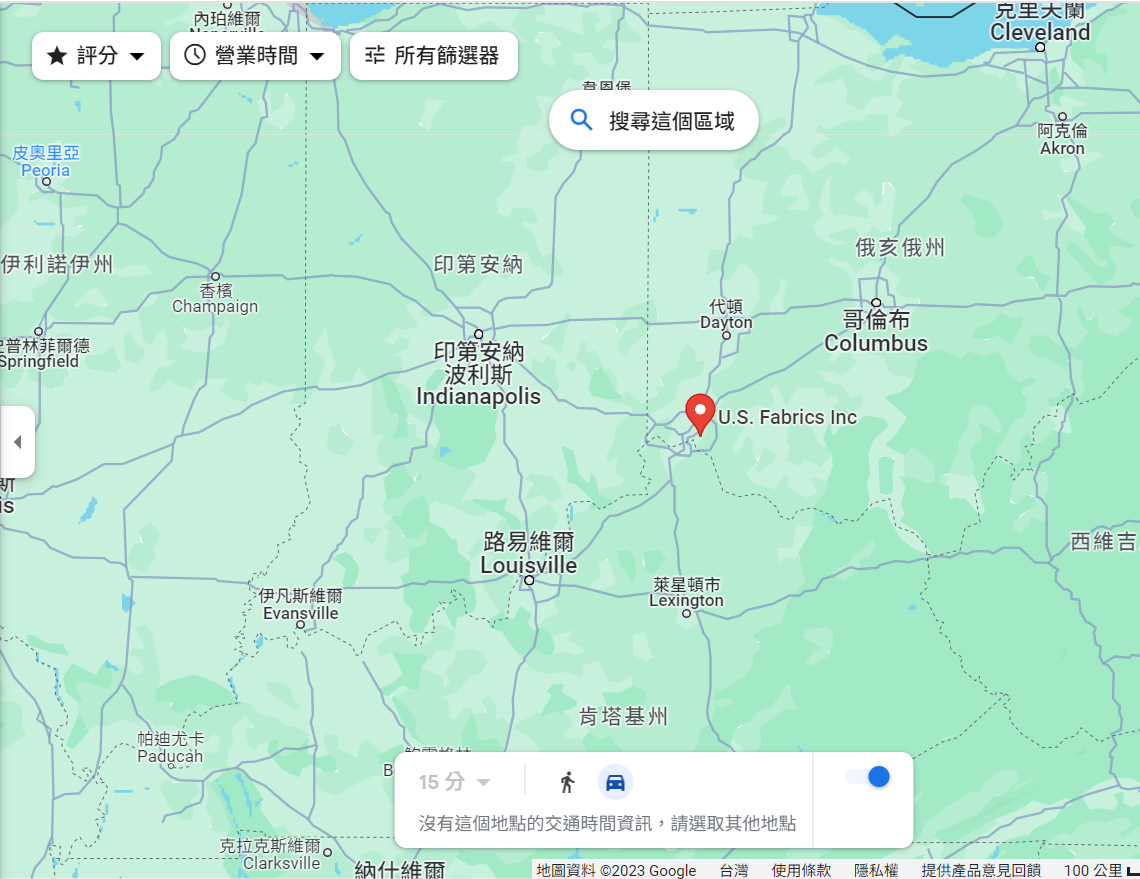 內珀維爾
Naperville
克里夫蘭
Cleveland
評分
營業時間
所有篩選器
韋恩堡
搜尋這個區域
阿克倫
Akron
皮奧里亞
Peoria
俄亥俄州
伊利諾伊州
印第安納
香檳
Champaign
代頓
Dayton
哥倫布
Columbus
普林菲爾德
Springfield
印第安納
波利斯
Indianapolis
U.S. Fabrics Inc
斯
is
路易維爾
Louisville
西維吉
萊星頓市
Lexington
伊凡斯維爾
Evansville
肯塔基州
帕迪尤卡
Paducah
B
15 分
沒有這個地點的交通時間資訊，請選取其他地點
克拉克斯維爾
Clarksville
納什維爾
地圖資料 ©2023 Google
台灣
使用條款
隱私權
提供產品意見回饋
100 公里